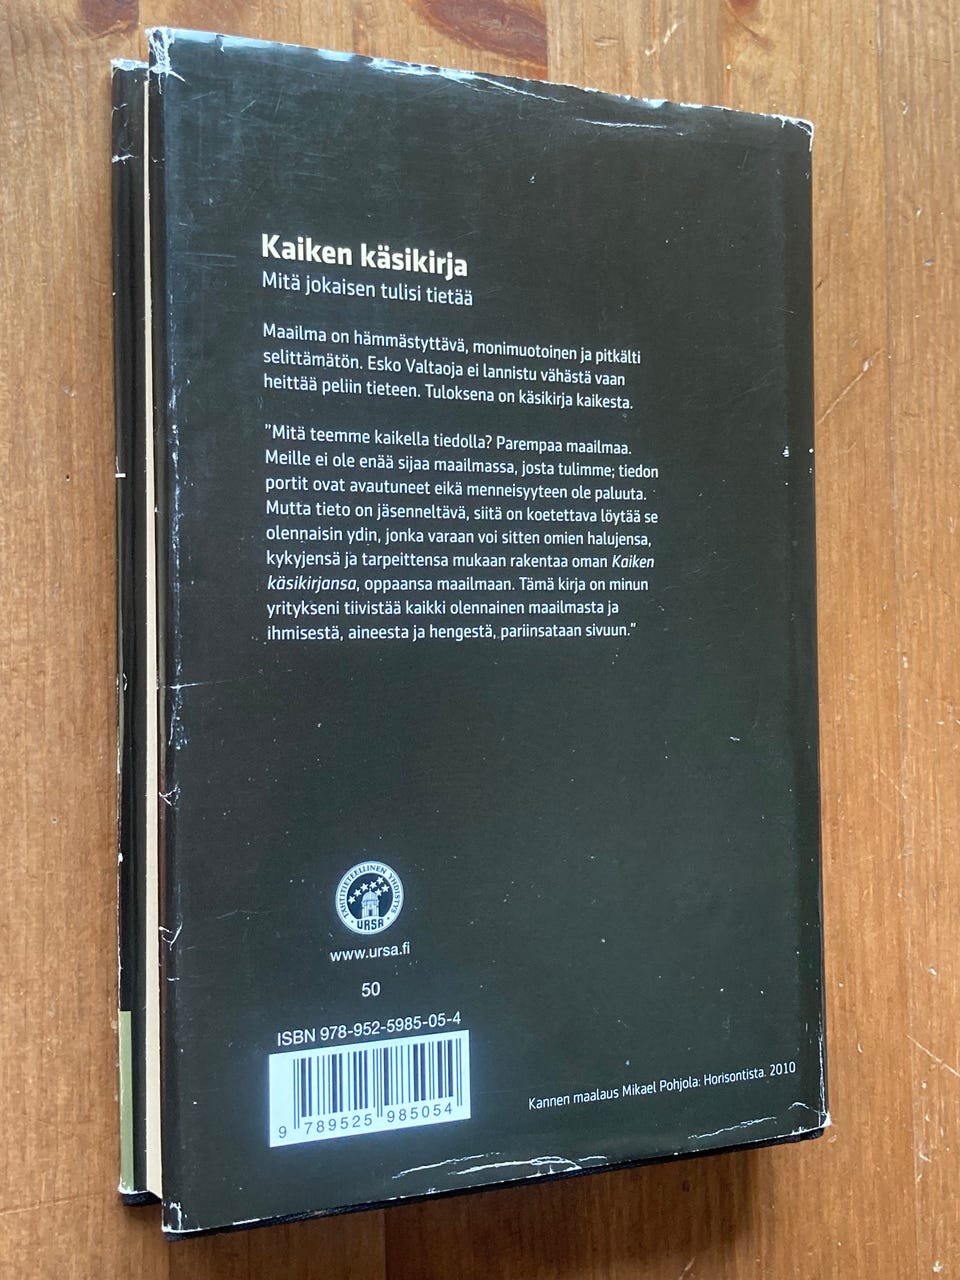 Kaiken käsikirja
Mitä jokaisen tulisi tietää
Maailma on hämmästyttävä, monimuotoinen ja pitkälti
selittämätön. Esko Valtaoja ei lannistu vähästä vaan
heittää peliin tieteen. Tuloksena on käsikirja kaikesta.
"Mitä teemme kaikella tiedolla? Parempaa maailmaa.
Meille ei ole enää sijaa maailmassa, josta tulimme; tiedon
portit ovat avautuneet eikä menneisyyteen ole paluuta.
Mutta tieto on jäsenneltävä, siitä on koetettava löytää se
olennaisin ydin, jonka varaan voi sitten omien halujensa,
kykyjensä ja tarpeittensa mukaan rakentaa oman Kaiken
käsikirjansa, oppaansa maailmaan. Tämä kirja on minun
yritykseni tiivistää kaikki olennainen maailmasta ja
ihmisestä, aineesta ja hengestä, pariinsataan sivuun."
TÄHTITIETEELLINEN YHDISTYS
URSA
www.ursa.fi
50
ISBN 978-952-5985-05-4
9 789525 985054
Kannen maalaus Mikael Pohjola: Horisontista. 2010